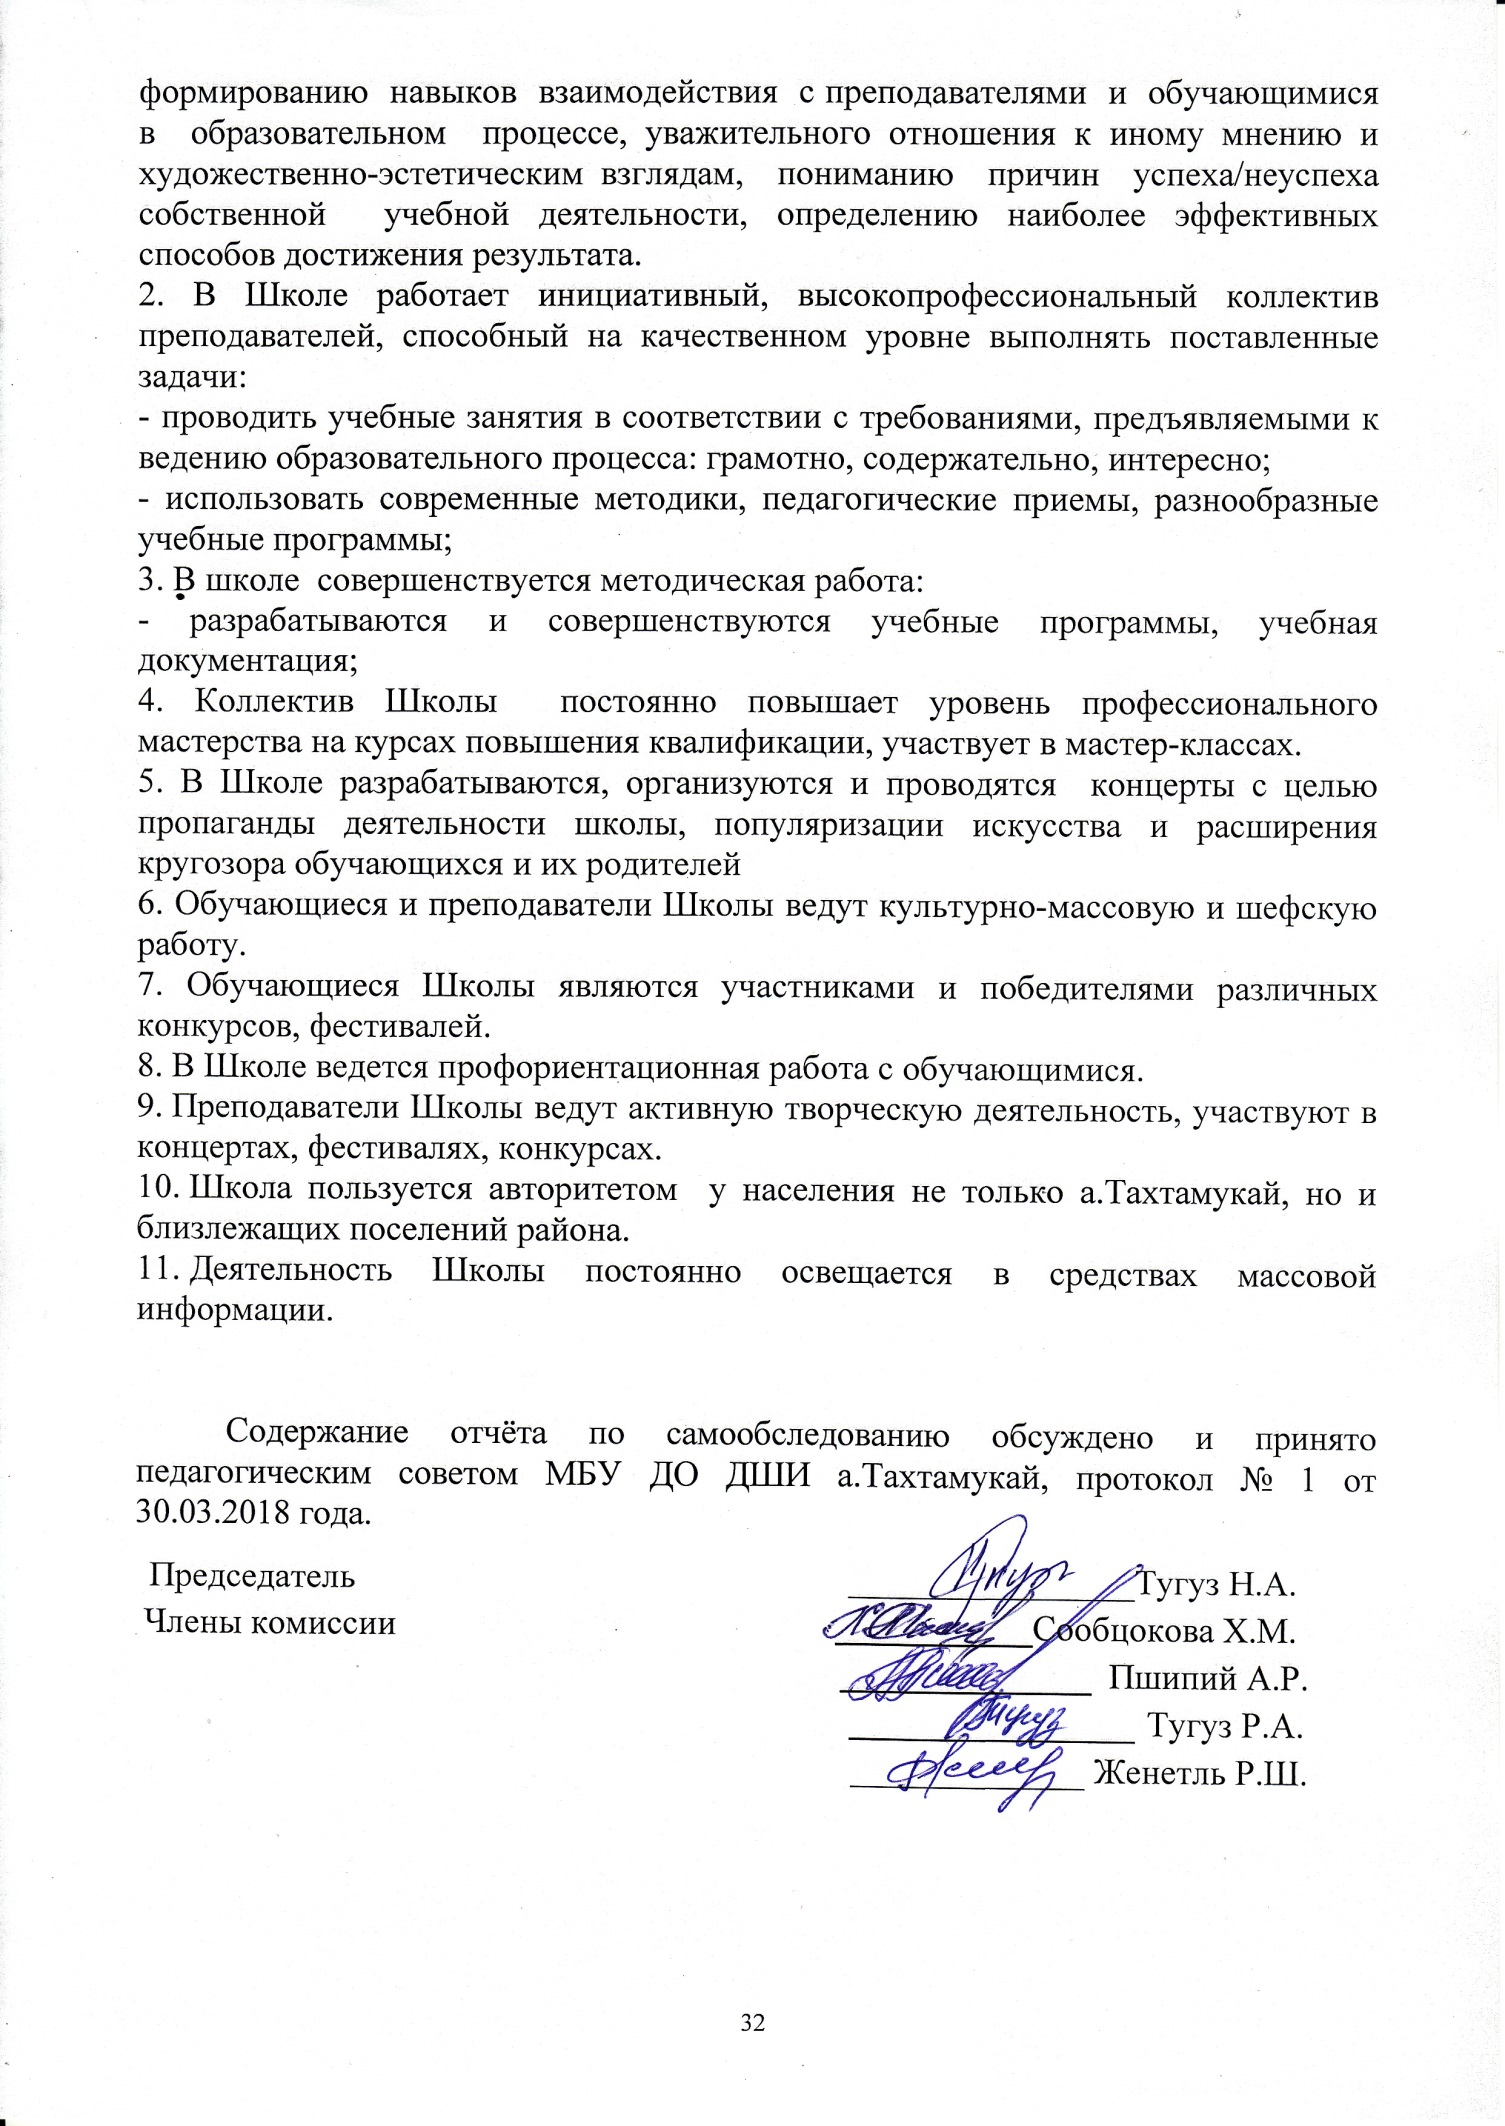 формированию навыков взаимодействия с преподавателями и обучающимися
в образовательном процессе, уважительного отношения к иному мнению и
художественно-эстетическим взглядам, пониманию причин успеха/неуспеха
собственной учебной деятельности, определению наиболее эффективных
способов достижения результата.
2. В Школе работает инициативный, высокопрофессиональный коллектив
преподавателей, способный на качественном уровне выполнять поставленные
задачи:
- проводить учебные занятия в соответствии с требованиями, предъявляемыми к
ведению образовательного процесса: грамотно, содержательно, интересно;
- использовать современные методики, педагогические приемы, разнообразные
учебные программы;
3. В школе совершенствуется методическая работа:
- разрабатываются и совершенствуются учебные программы, учебная
документация;
4. Коллектив Школы постоянно повышает уровень профессионального
мастерства на курсах повышения квалификации, участвует в мастер-классах.
5. В Школе разрабатываются, организуются и проводятся концерты с целью
пропаганды деятельности школы, популяризации искусства и расширения
кругозора обучающихся и их родителей
6. Обучающиеся и преподаватели Школы ведут культурно-массовую и шефскую
работу.
7. Обучающиеся Школы являются участниками и победителями различных
конкурсов, фестивалей.
8. В Школе ведется профориентационная работа с обучающимися.
9. Преподаватели Школы ведут активную творческую деятельность, участвуют в
концертах, фестивалях, конкурсах.
10. Школа пользуется авторитетом у населения не только а.Тахтамукай, но и
близлежащих поселений района.
11. Деятельность Школы постоянно освещается в средствах массовой
информации.
Содержание отчёта по самообследованию обсуждено и принято
педагогическим советом МБУ ДО ДШИ а.Тахтамукай, протокол № 1 от
30.03.2018 года.
Председатель Тугуз Н.А.
Члены комиссии Сообцокова Х.М.
Пшипий А.Р.
Тугуз Р.А.
Женетль Р.Ш.
32